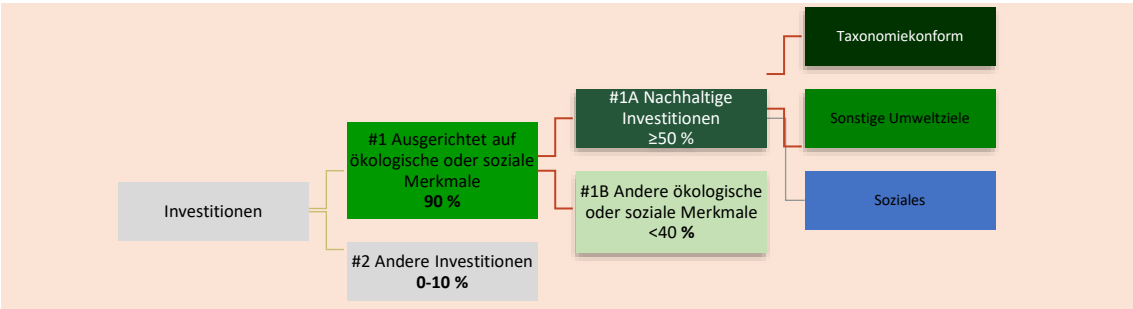 Investitionen
#1 Ausgerichtet auf
ökologische oder soziale
Merkmale
90 %
#2 Andere Investitionen
0-10 %
#1A Nachhaltige
Investitionen
≥50 %
#1B Andere ökologische
oder soziale Merkmale
<40 %
Taxonomiekonform
Sonstige Umweltziele
Soziales